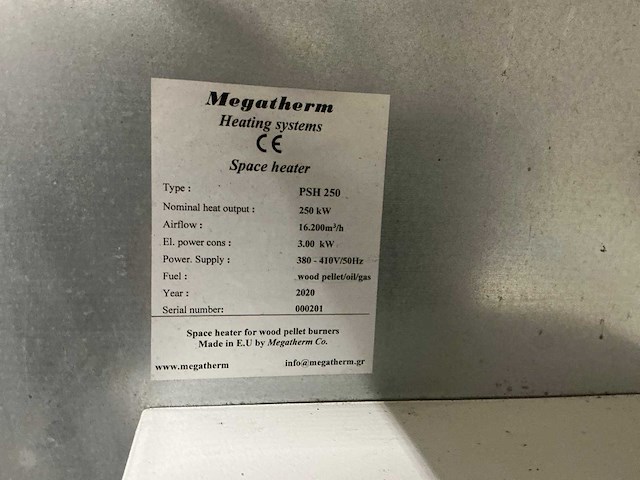 Megatherm
Heating systems
CE
Space heater
Type : PSH 250
Nominal heat output : 250 kW
Airflow : 16.200m³/h
El. power cons : 3.00 kW
Power. Supply : 380 - 410V/50Hz
Fuel : wood pellet/oil/gas
Year : 2020
Serial number: 000201
Space heater for wood pellet burners
Made in E.U by Megatherm Co.
www.megatherm info@megatherm.gr